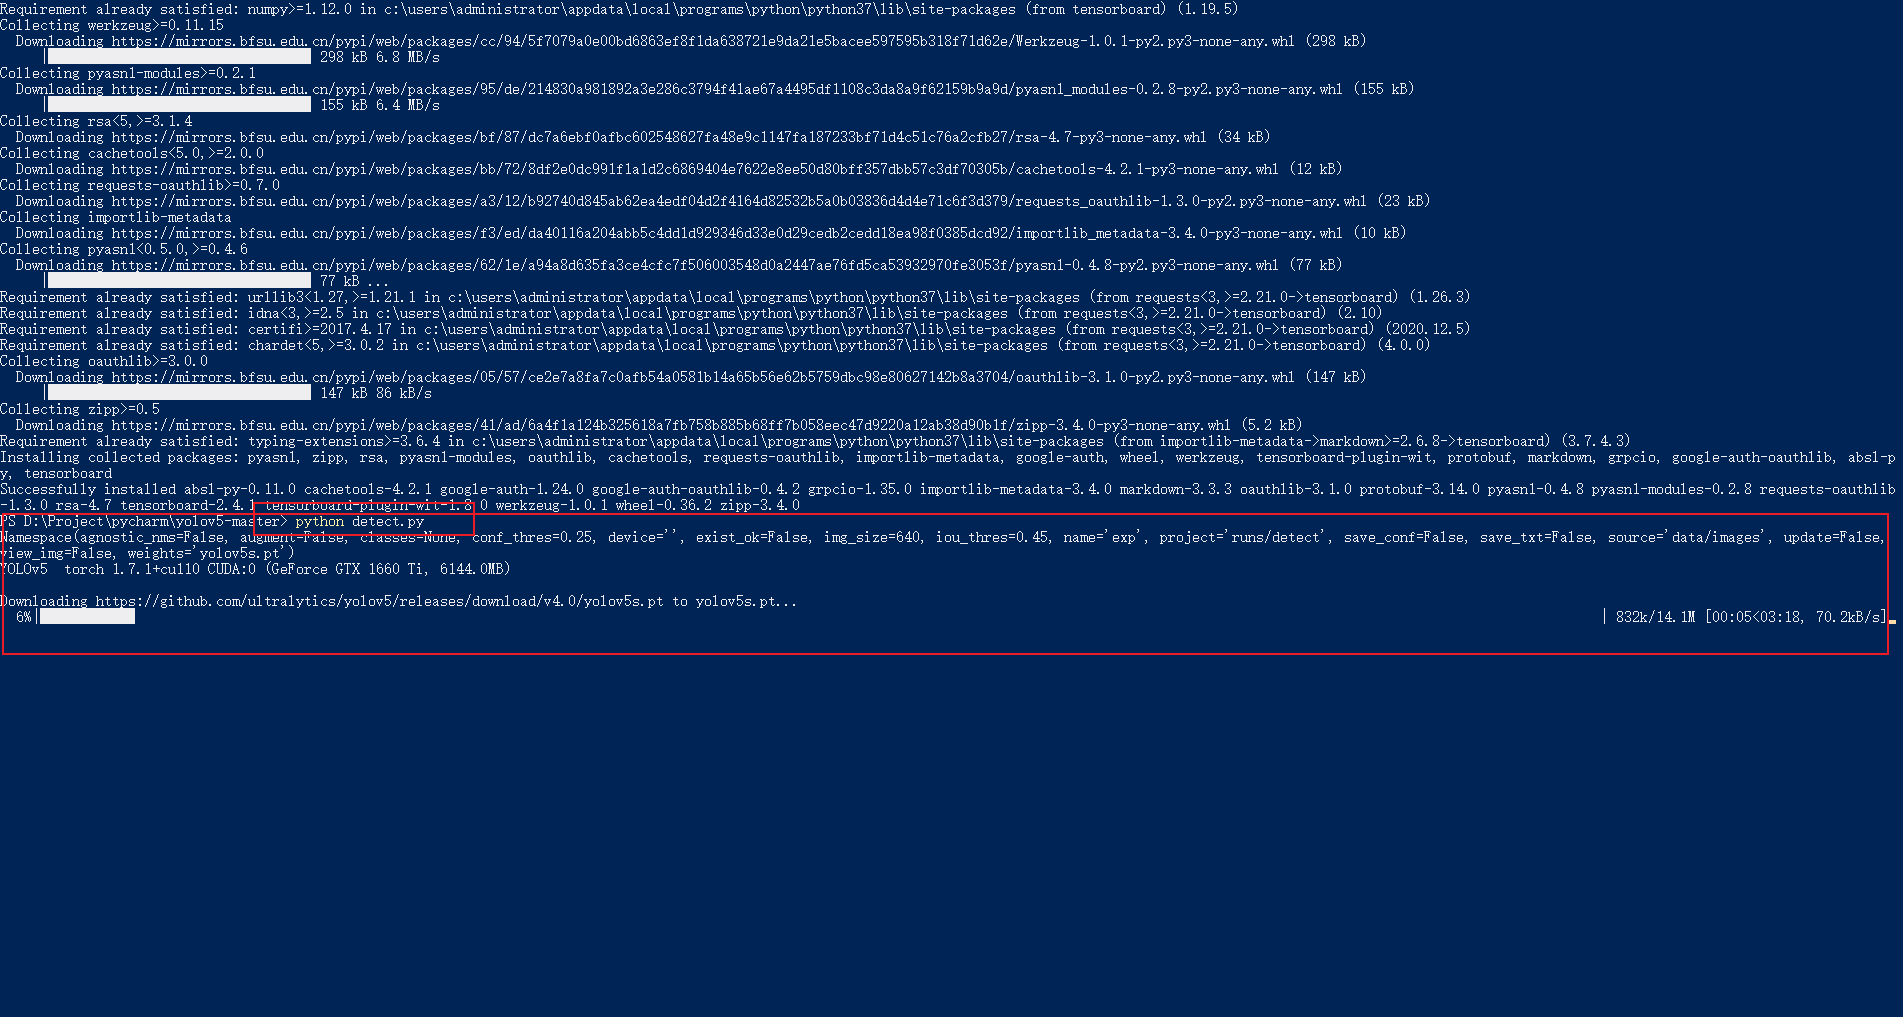 Requirement already satisfied: numpy>=1.12.0 in c:\users\administrator\appdata\local\programs\python\python37\lib\site-packages (from tensorboard) (1.19.5)
Collecting werkzeug>=0.11.15
Downloading https://mirrors.bfsu.edu.cn/pypi/web/packages/cc/94/5f7079a0e00bd6863ef8f1da638721e9da21e5bacee597595b318f71d62e/Werkzeug-1.0.1-py2.py3-none-any.whl (298 kB)
| 298 kB 6.8 MB/s
Collecting pyasn1-modules>=0.2.1
Downloading https://mirrors.bfsu.edu.cn/pypi/web/packages/95/de/214830a981892a3e286c3794f41ae67a4495df1108c3da8a9f62159b9a9d/pyasn1_modules-0.2.8-py2.py3-none-any.whl (155 kB)
| 155 kB 6.4 MB/s
Collecting rsa<5,>=3.1.4
Downloading https://mirrors.bfsu.edu.cn/pypi/web/packages/bf/87/dc7a6ebf0afbc602548627fa48e9c1147fa187233bf71d4c51c76a2cfb27/rsa-4.7-py3-none-any.whl (34 kB)
Collecting cachetools<5.0,>=2.0.0
Downloading https://mirrors.bfsu.edu.cn/pypi/web/packages/bb/72/8df2e0dc991f1a1d2c6869404e7622e8ee50d80bff357dbb57c3df70305b/cachetools-4.2.1-py3-none-any.whl (12 kB)
Collecting requests-oauthlib>=0.7.0
Downloading https://mirrors.bfsu.edu.cn/pypi/web/packages/a3/12/b92740d845ab62ea4edf04d2f4164d82532b5a0b03836d4d4e71c6f3d379/requests_oauthlib-1.3.0-py2.py3-none-any.whl (23 kB)
Collecting importlib-metadata
Downloading https://mirrors.bfsu.edu.cn/pypi/web/packages/f3/ed/da40116a204abb5c4dd1d929346d33e0d29cedb2cedd18ea98f0385dcd92/importlib_metadata-3.4.0-py3-none-any.whl (10 kB)
Collecting pyasn1<0.5.0,>=0.4.6
Downloading https://mirrors.bfsu.edu.cn/pypi/web/packages/62/1e/a94a8d635fa3ce4cfc7f506003548d0a2447ae76fd5ca53932970fe3053f/pyasn1-0.4.8-py2.py3-none-any.whl (77 kB)
| 77 kB ...
Requirement already satisfied: urllib3<1.27,>=1.21.1 in c:\users\administrator\appdata\local\programs\python\python37\lib\site-packages (from requests<3,>=2.21.0->tensorboard) (1.26.3)
Requirement already satisfied: idna<3,>=2.5 in c:\users\administrator\appdata\local\programs\python\python37\lib\site-packages (from requests<3,>=2.21.0->tensorboard) (2.10)
Requirement already satisfied: certifi>=2017.4.17 in c:\users\administrator\appdata\local\programs\python\python37\lib\site-packages (from requests<3,>=2.21.0->tensorboard) (2020.12.5)
Requirement already satisfied: chardet<5,>=3.0.2 in c:\users\administrator\appdata\local\programs\python\python37\lib\site-packages (from requests<3,>=2.21.0->tensorboard) (4.0.0)
Collecting oauthlib>=3.0.0
Downloading https://mirrors.bfsu.edu.cn/pypi/web/packages/05/57/ce2e7a8fa7c0afb54a0581b14a65b56e62b5759dbc98e80627142b8a3704/oauthlib-3.1.0-py2.py3-none-any.whl (147 kB)
| 147 kB 86 kB/s
Collecting zipp>=0.5
Downloading https://mirrors.bfsu.edu.cn/pypi/web/packages/41/ad/6a4f1a124b325618a7fb758b885b68ff7b058eec47d9220a12ab38d90b1f/zipp-3.4.0-py3-none-any.whl (5.2 kB)
Requirement already satisfied: typing-extensions>=3.6.4 in c:\users\administrator\appdata\local\programs\python\python37\lib\site-packages (from importlib-metadata->markdown>=2.6.8->tensorboard) (3.7.4.3)
Installing collected packages: pyasn1, zipp, rsa, pyasn1-modules, oauthlib, cachetools, requests-oauthlib, importlib-metadata, google-auth, wheel, werkzeug, tensorboard-plugin-wit, protobuf, markdown, grpcio, google-auth-oauthlib, absl-p
y, tensorboard
Successfully installed absl-py-0.11.0 cachetools-4.2.1 google-auth-1.24.0 google-auth-oauthlib-0.4.2 grpcio-1.35.0 importlib-metadata-3.4.0 markdown-3.3.3 oauthlib-3.1.0 protobuf-3.14.0 pyasn1-0.4.8 pyasn1-modules-0.2.8 requests-oauthlib
-1.3.0 rsa-4.7 tensorboard-2.4.1 tensorboard-plugin-wit-1.8.0 werkzeug-1.0.1 wheel-0.36.2 zipp-3.4.0
PS D:\Project\pycharm\yolov5-master> python detect.py
Namespace(agnostic_nms=False, augment=False, classes=None, conf_thres=0.25, device='', exist_ok=False, img_size=640, iou_thres=0.45, name='exp', project='runs/detect', save_conf=False, save_txt=False, source='data/images', update=False,
view_img=False, weights='yolov5s.pt')
YOLOv5  torch 1.7.1+cu110 CUDA:0 (GeForce GTX 1660 Ti, 6144.0MB)
Downloading https://github.com/ultralytics/yolov5/releases/download/v4.0/yolov5s.pt to yolov5s.pt...
6%| | 832k/14.1M [00:05<03:18, 70.2kB/s]